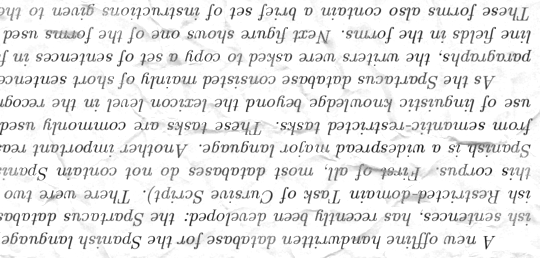 A new offline handwritten database for the Spanish language
ish sentences, has recently been developed: the Spartacus databas
ish Restricted-domain Task of Cursive Script). There were two
this corpus. First of all, most databases do not contain Spani
Spanish is a widespread major language. Another important rea
from semantic-restricted tasks. These tasks are commonly used
use of linguistic knowledge beyond the lexicon level in the recog
As the Spartacus database consisted mainly of short sentence
paragraphs, the writers were asked to copy a set of sentences in f
line fields in the forms. Next figure shows one of the forms used
These forms also contain a brief set of instructions given to the